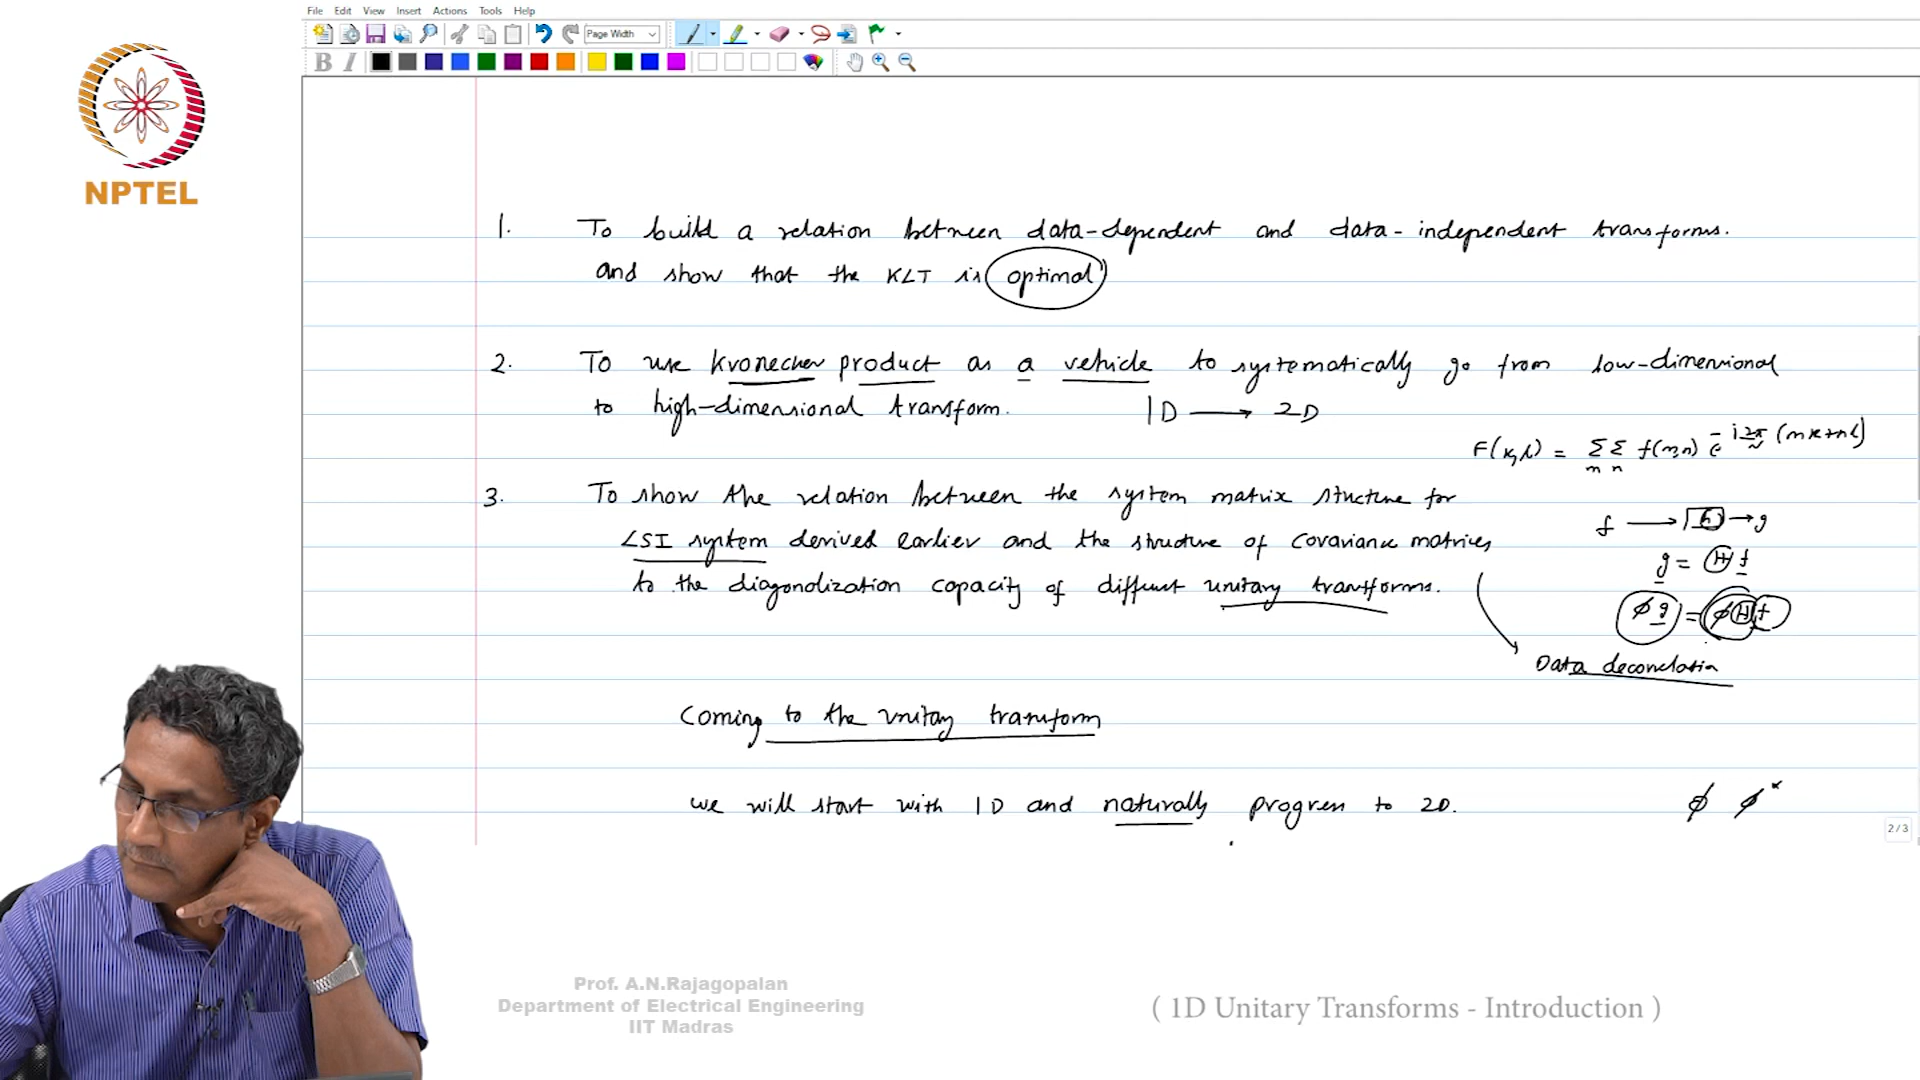 File Edit View Insert Actions Tools Help
Page Width
B I
NPTEL
1. To build a relation between data-dependent and data-independent transforms.
and show that the KLT is optimal
2. To use Kronecker product as a vehicle to systematically go from low-dimensional
to high-dimensional transform. 1D → 2D
F(k,l) = Σ Σ f(m,n) e^-i 2π (mk+nl)
m n
3. To show the relation between the system matrix structure for
f → h → g
LSI system derived earlier and the structure of covariance matrices
g = H f
to the diagonalization capacity of different unitary transforms.
φ g = φ H f
Data decorrelation
Coming to the unitary transform
we will start with 1D and naturally progress to 2D.
φ φ*
2/3
Prof. A.N.Rajagopalan
Department of Electrical Engineering
IIT Madras
( 1D Unitary Transforms - Introduction )